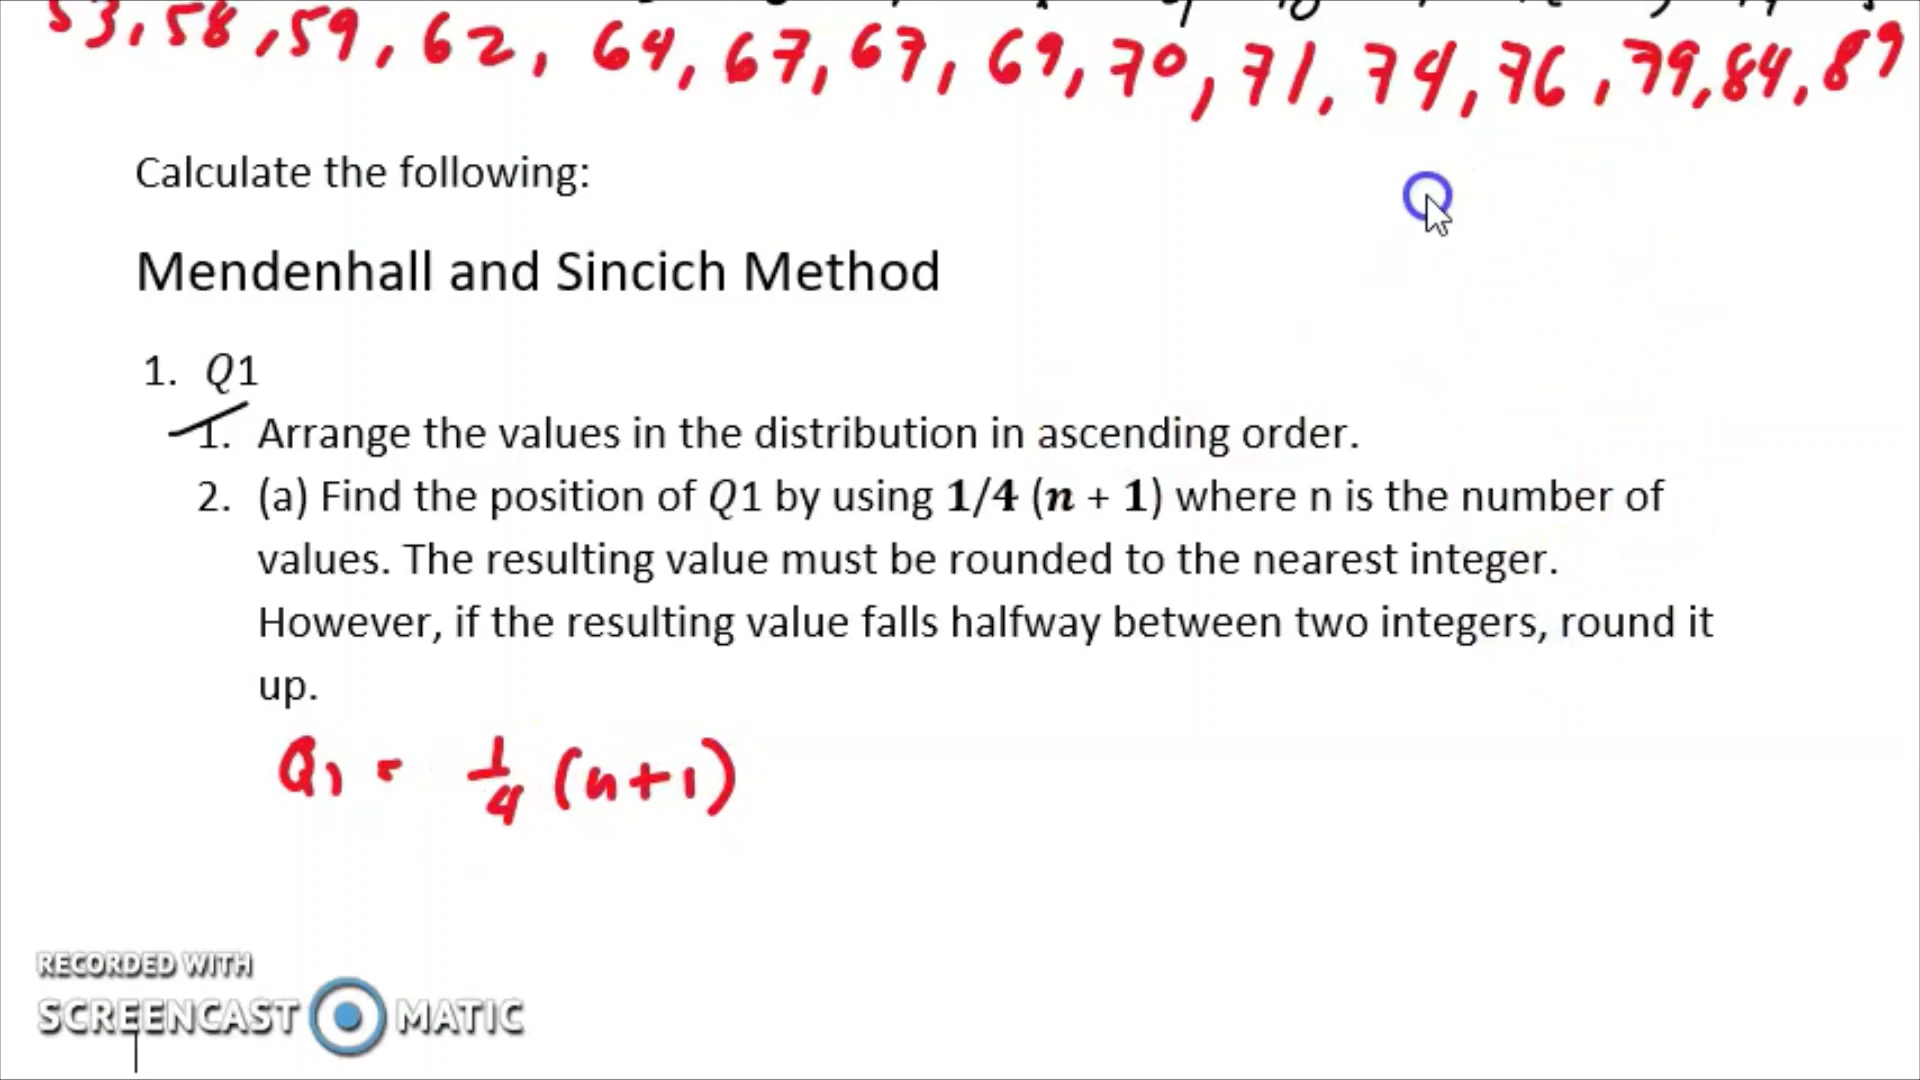 53, 58, 59, 62, 64, 67, 67, 69, 70, 71, 74, 76, 79, 84, 89
Calculate the following:
Mendenhall and Sincich Method
1. Q1
1. Arrange the values in the distribution in ascending order.
2. (a) Find the position of Q1 by using 1/4 (n + 1) where n is the number of
values. The resulting value must be rounded to the nearest integer.
However, if the resulting value falls halfway between two integers, round it
up.
Q1 = 1/4 (n+1)
RECORDED WITH
SCREENCAST MATIC